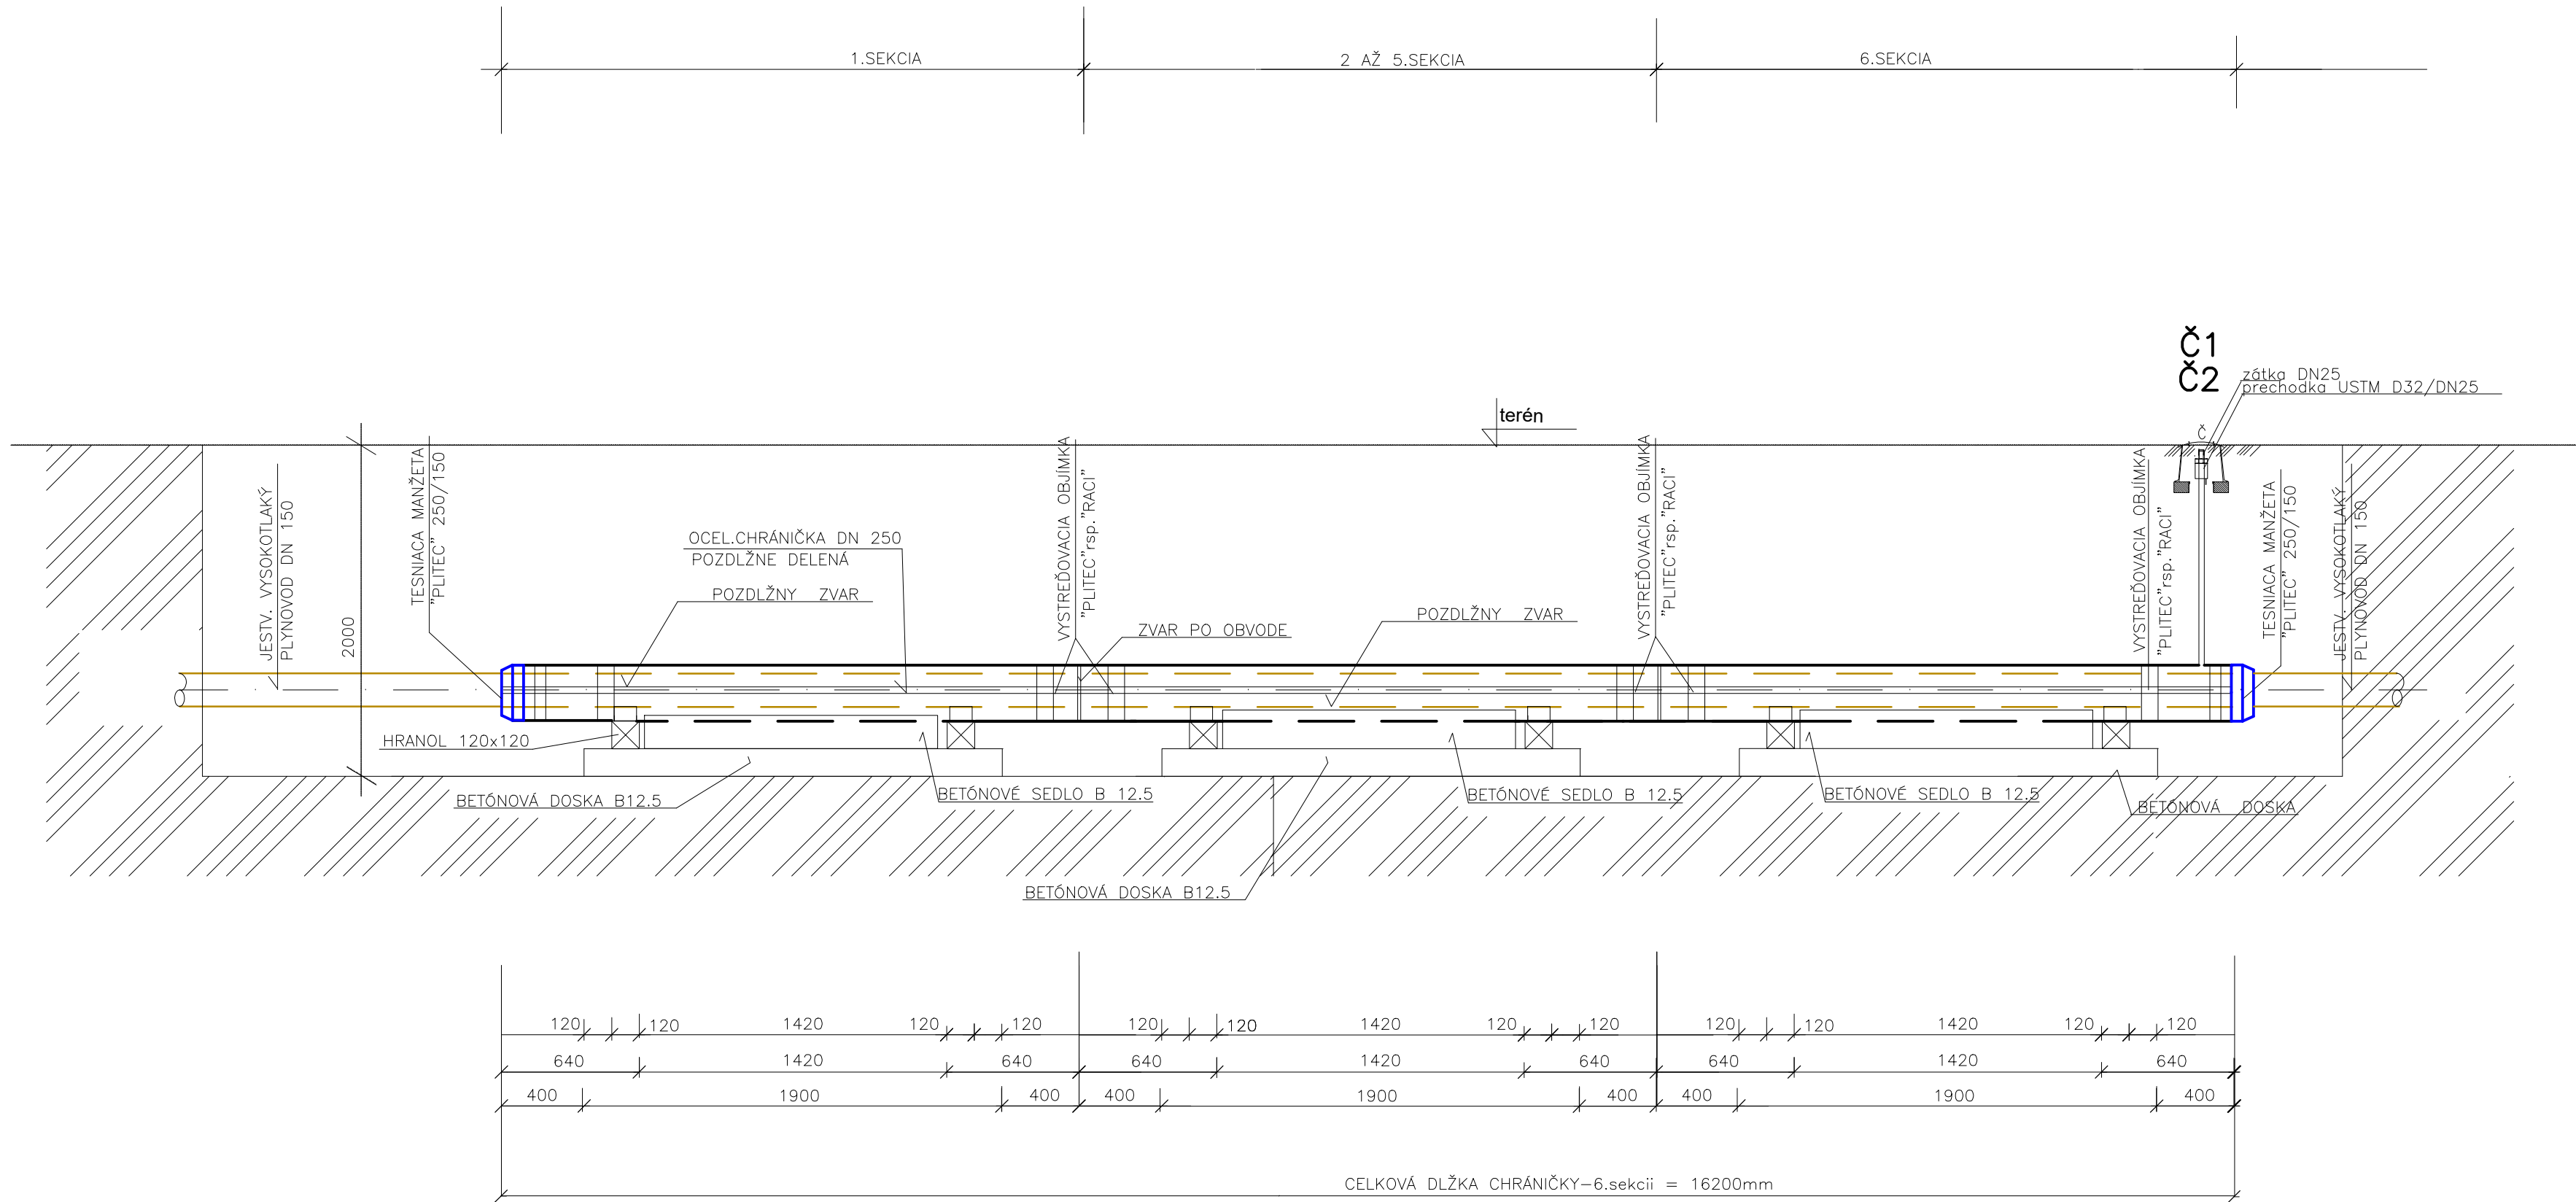 1.SEKCIA
2 AŽ 5.SEKCIA
6.SEKCIA
Č1
Č2
zátka DN25
prechodka USTM D32/DN25
terén
Č
JESTV. VYSOKOTLAKÝ
PLYNOVOD DN 150
2000
TESNIACA MANŽETA
"PLITEC" 250/150
OCEL.CHRÁNIČKA DN 250
POZDLŽNE DELENÁ
POZDLŽNY ZVAR
VYSTREĎOVACIA OBJÍMKA
"PLITEC"rsp."RACI"
ZVAR PO OBVODE
POZDLŽNY ZVAR
VYSTREĎOVACIA OBJÍMKA
"PLITEC"rsp."RACI"
VYSTREĎOVACIA OBJÍMKA
"PLITEC"rsp."RACI"
TESNIACA MANŽETA
"PLITEC" 250/150
JESTV. VYSOKOTLAKÝ
PLYNOVOD DN 150
HRANOL 120x120
BETÓNOVÁ DOSKA B12.5
BETÓNOVÉ SEDLO B 12.5
BETÓNOVÉ SEDLO B 12.5
BETÓNOVÉ SEDLO B 12.5
BETÓNOVÁ DOSKA
BETÓNOVÁ DOSKA B12.5
120 120 1420 120 120 120 120 1420 120 120 120 120 1420 120 120
640 1420 640 640 1420 640 640 1420 640
400 1900 400 400 1900 400 400 1900 400
CELKOVÁ DLŽKA CHRÁNIČKY-6.sekcii = 16200mm